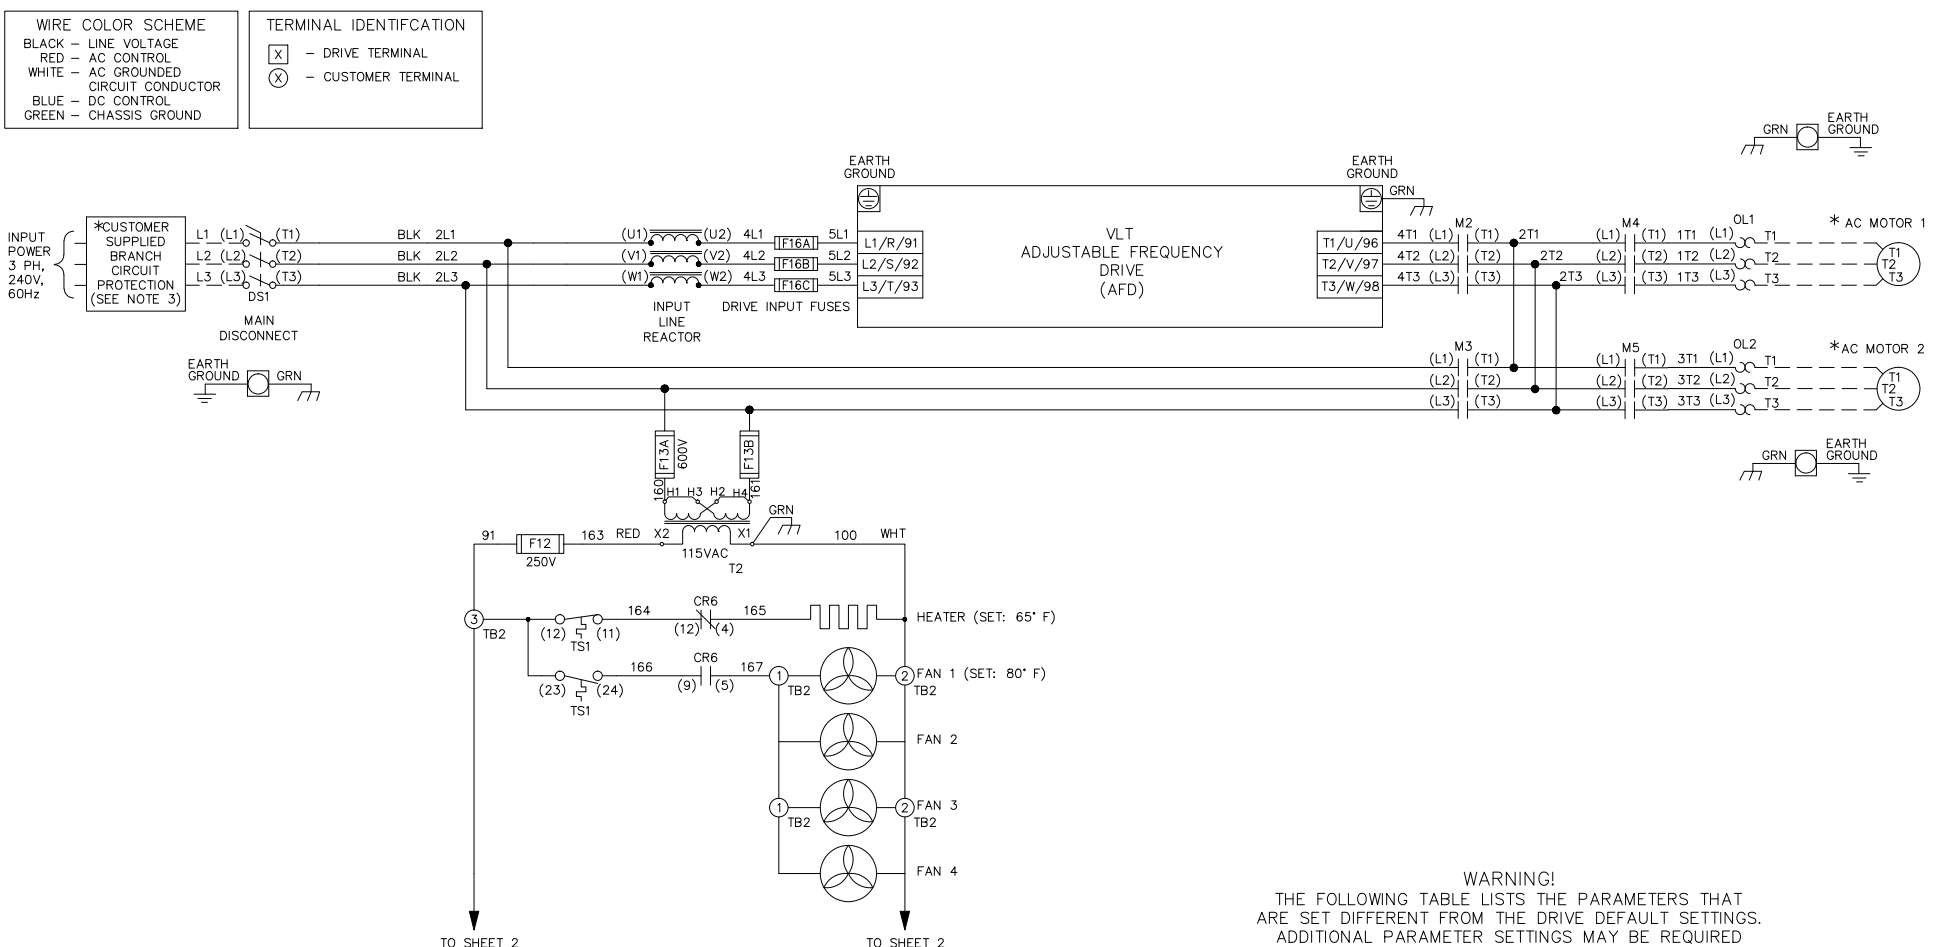 WIRE COLOR SCHEME
BLACK – LINE VOLTAGE
RED – AC CONTROL
WHITE – AC GROUNDED
CIRCUIT CONDUCTOR
BLUE – DC CONTROL
GREEN – CHASSIS GROUND
TERMINAL IDENTIFCATION
X – DRIVE TERMINAL
X – CUSTOMER TERMINAL
INPUT
POWER
3 PH,
240V,
60Hz
*CUSTOMER
SUPPLIED
BRANCH
CIRCUIT
PROTECTION
(SEE NOTE 3)
L1 (L1) (T1) BLK 2L1 (U1) (U2) 4L1 F16A 5L1 L1/R/91
L2 (L2) (T2) BLK 2L2 (V1) (V2) 4L2 F16B 5L2 L2/S/92
L3 (L3) (T3) BLK 2L3 (W1) (W2) 4L3 F16C 5L3 L3/T/93
DS1
MAIN
DISCONNECT
EARTH
GROUND
GRN
INPUT
LINE
REACTOR
DRIVE INPUT FUSES
EARTH
GROUND
VLT
ADJUSTABLE FREQUENCY
DRIVE
(AFD)
EARTH
GROUND
GRN
M2 M4 OL1
T1/U/96 4T1 (L1) (T1) 2T1 (L1) (T1) 1T1 (L1) T1
T2/V/97 4T2 (L2) (T2) 2T2 (L2) (T2) 1T2 (L2) T2
T3/W/98 4T3 (L3) (T3) 2T3 (L3) (T3) 1T3 (L3) T3
GRN
EARTH
GROUND
* AC MOTOR 1
T1
T2
T3
M3 M5 OL2
(L1) (T1) (L1) (T1) 3T1 (L1) T1
(L2) (T2) (L2) (T2) 3T2 (L2) T2
(L3) (T3) (L3) (T3) 3T3 (L3) T3
*AC MOTOR 2
T1
T2
T3
GRN
EARTH
GROUND
F13A
600V
F13B
160
161
H1 H3 H2 H4
GRN
91 F12 163 RED X2 X1 100 WHT
250V
115VAC
T2
3
TB2
(12) (11)
TS1
164
CR6
(12) (4)
165
HEATER (SET: 65° F)
(23) (24)
TS1
166
CR6
(9) (5)
167
1
TB2
2
TB2
FAN 1 (SET: 80° F)
FAN 2
1
TB2
2
TB2
FAN 3
FAN 4
TO SHEET 2
TO SHEET 2
WARNING!
THE FOLLOWING TABLE LISTS THE PARAMETERS THAT
ARE SET DIFFERENT FROM THE DRIVE DEFAULT SETTINGS.
ADDITIONAL PARAMETER SETTINGS MAY BE REQUIRED